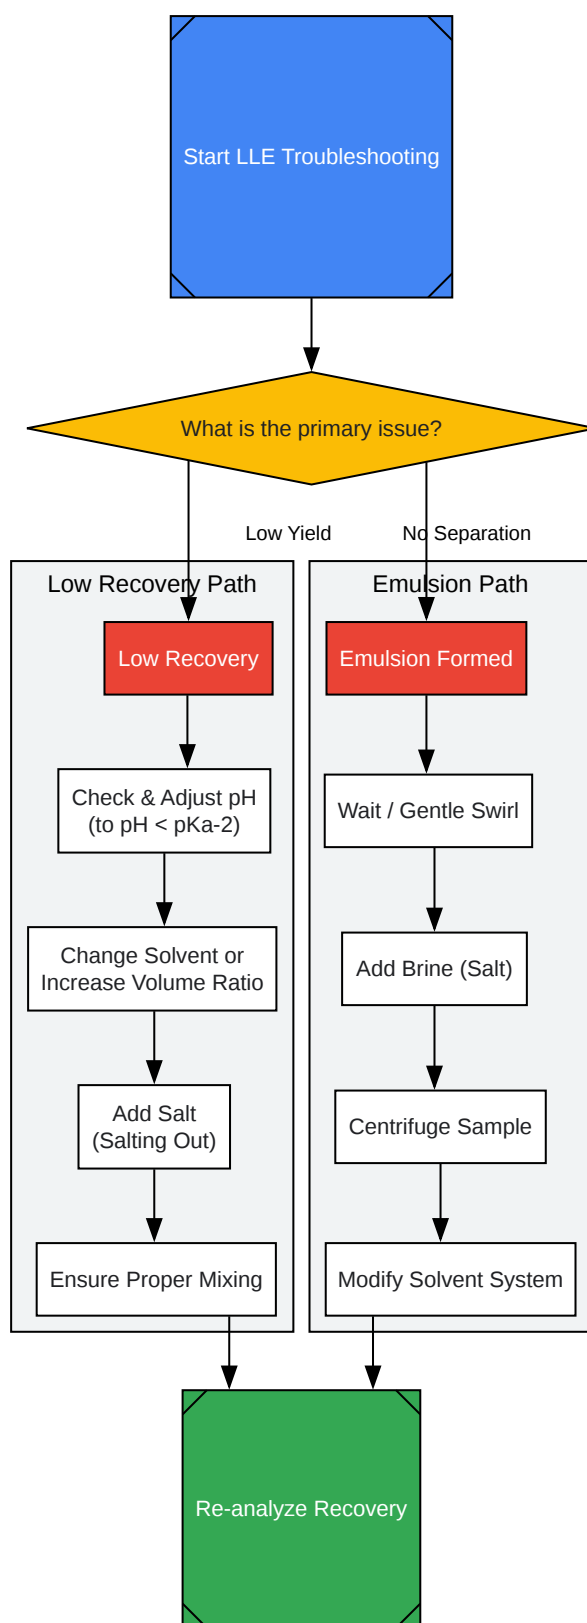 Start LLE Troubleshooting
What is the primary issue?
Low Yield
No Separation
Low Recovery Path
Low Recovery
Check & Adjust pH
(to pH < pKa-2)
Change Solvent or
Increase Volume Ratio
Add Salt
(Salting Out)
Ensure Proper Mixing
Emulsion Path
Emulsion Formed
Wait / Gentle Swirl
Add Brine (Salt)
Centrifuge Sample
Modify Solvent System
Re-analyze Recovery